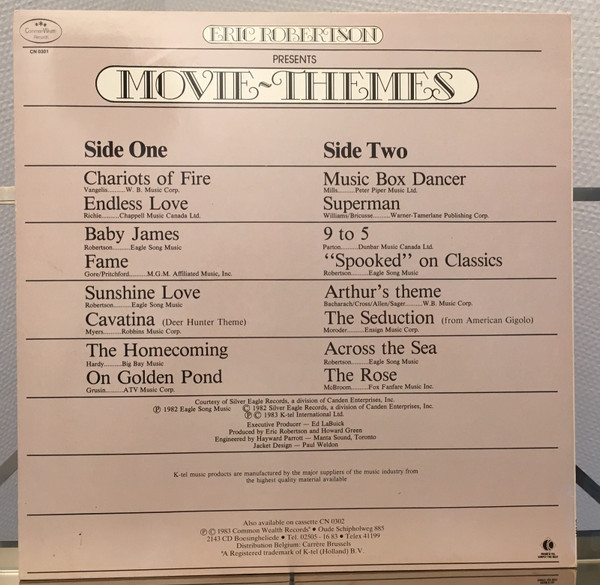 Common Wealth
Records
CN 0301
ERIC ROBERTSON
PRESENTS
MOVIE~THEMES
Side One
Chariots of Fire
Vangelis..........W. B. Music Corp.
Endless Love
Richie..........Chappell Music Canada Ltd.
Baby James
Robertson..........Eagle Song Music
Fame
Gore/Pritchford..........M.G.M. Affiliated Music, Inc.
Sunshine Love
Robertson..........Eagle Song Music
Cavatina (Deer Hunter Theme)
Myers..........Robbins Music Corp.
The Homecoming
Hardy..........Big Bay Music
On Golden Pond
Grusin..........ATV Music Corp.
Side Two
Music Box Dancer
Mills..........Peter Piper Music Ltd.
Superman
Williams/Bricusse..........Warner-Tamerlane Publishing Corp.
9 to 5
Parton..........Dunbar Music Canada Ltd.
“Spooked” on Classics
Robertson..........Eagle Song Music
Arthur's theme
Bacharach/Cross/Allen/Sager..........W.B. Music Corp.
The Seduction (from American Gigolo)
Moroder..........Ensign Music Corp.
Across the Sea
Robertson..........Eagle Song Music
The Rose
McBroom..........Fox Fanfare Music Inc.
Courtesy of Silver Eagle Records, a division of Camden Enterprises, Inc.
℗ 1982 Eagle Song Music © 1982 Silver Eagle Records, a division of Camden Enterprises, Inc.
℗ © 1983 K-tel International Ltd.
Executive Producer — Ed LaBuick
Produced by Eric Robertson and Howard Green
Engineered by Hayward Parrott — Manta Sound, Toronto
Jacket Design — Paul Weldon
K-tel music products are manufactured by the major suppliers of the music industry from
the highest quality material available
Also available on cassette CN 0302
℗ © 1983 Common Wealth Records* • Oude Schipholweg 885
2143 CD Boesingheliede • Tel. 02505 - 16 83 • Telex 41199
Distribution Belgium: Carrère Brussels
*A Registered trademark of K-tel (Holland) B.V.